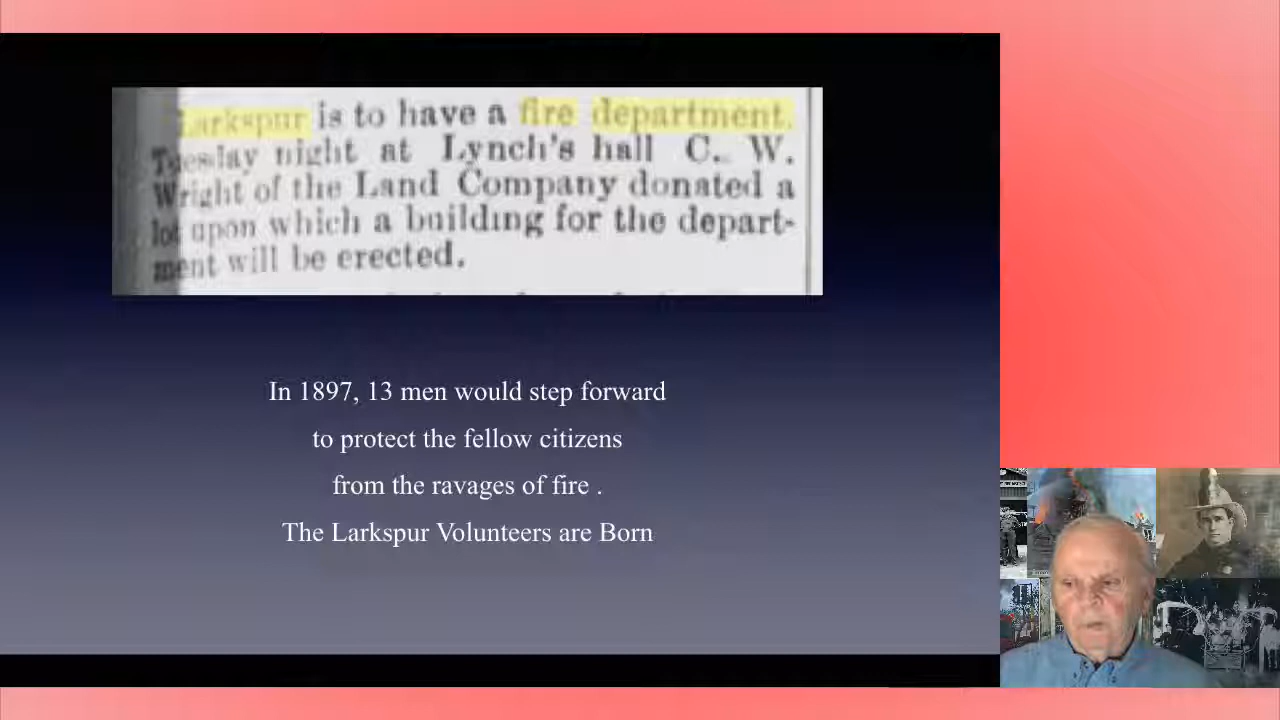 Larkspur is to have a fire department.
Tuesday night at Lynch's hall C. W.
Wright of the Land Company donated a
lot upon which a building for the depart-
ment will be erected.
In 1897, 13 men would step forward
to protect the fellow citizens
from the ravages of fire .
The Larkspur Volunteers are Born